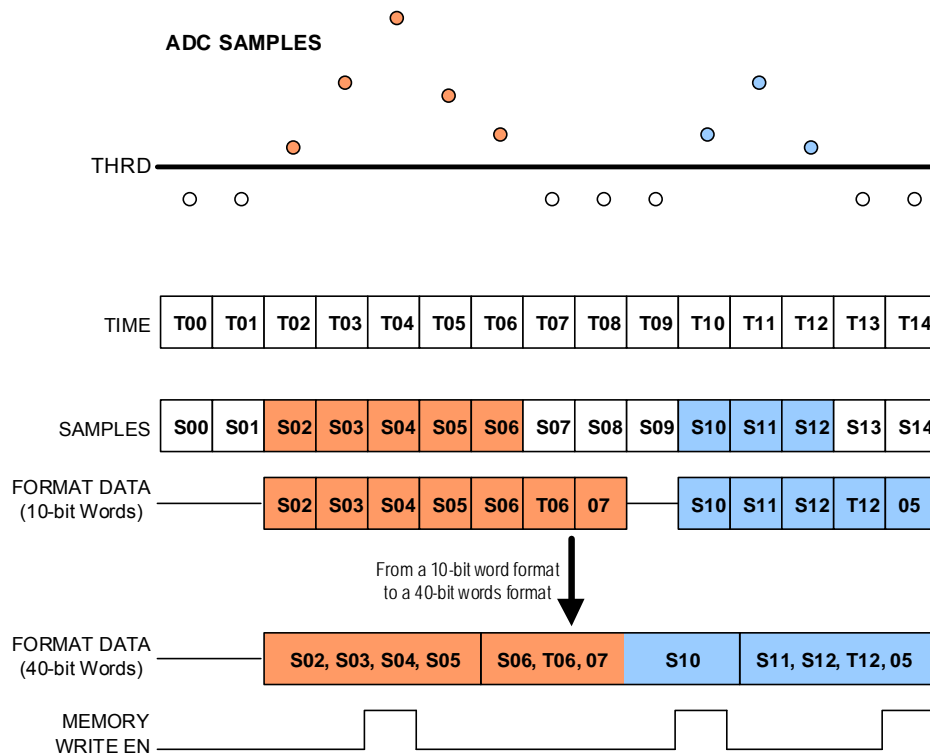 ADC SAMPLES
THRD
TIME T00 T01 T02 T03 T04 T05 T06 T07 T08 T09 T10 T11 T12 T13 T14
SAMPLES S00 S01 S02 S03 S04 S05 S06 S07 S08 S09 S10 S11 S12 S13 S14
FORMAT DATA
(10-bit Words) S02 S03 S04 S05 S06 T06 07 S10 S11 S12 T12 05
From a 10-bit word format
to a 40-bit words format
FORMAT DATA
(40-bit Words) S02, S03, S04, S05 S06, T06, 07 S10 S11, S12, T12, 05
MEMORY
WRITE EN